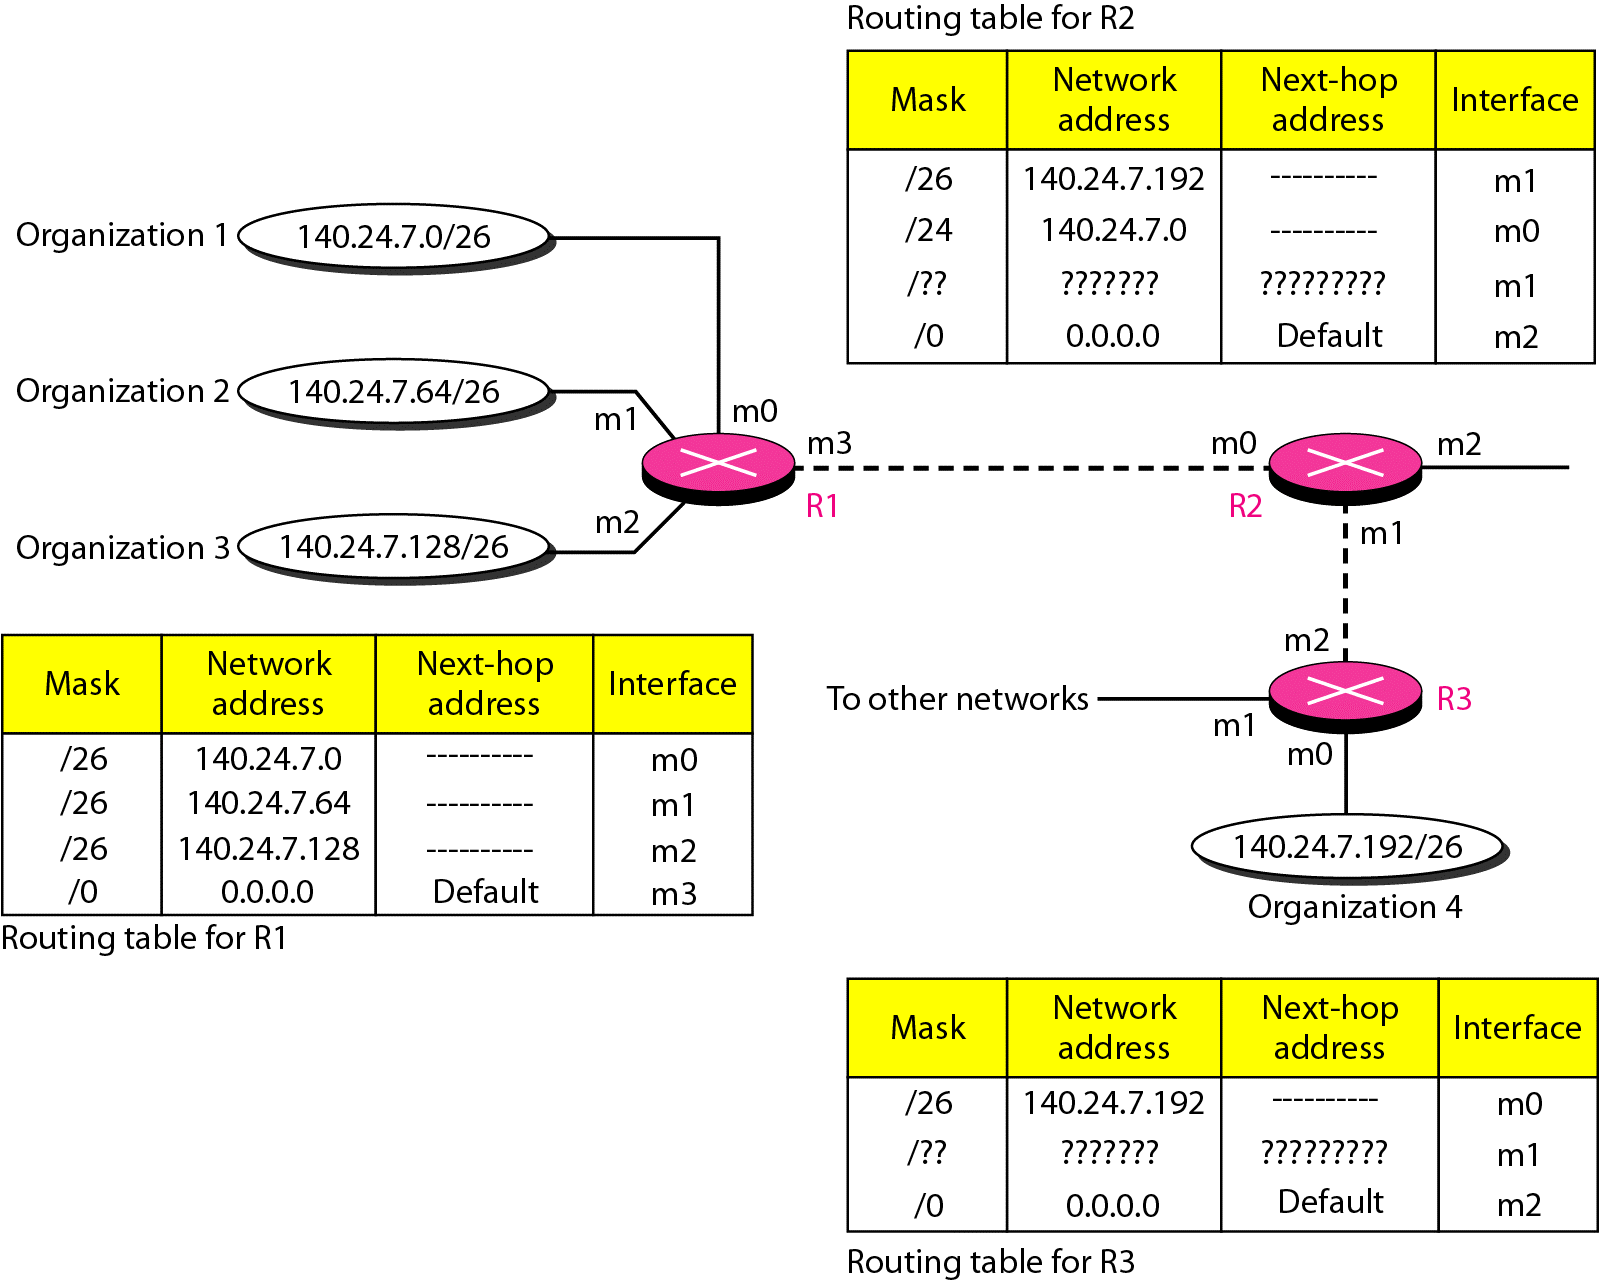 Routing table for R2
Mask Network address Next-hop address Interface
/26 140.24.7.192 ---------- m1
/24 140.24.7.0 ---------- m0
/?? ??????? ????????? m1
/0 0.0.0.0 Default m2
Organization 1 140.24.7.0/26
Organization 2 140.24.7.64/26
Organization 3 140.24.7.128/26
m0
m1
m2
m3
R1
m0
R2
m2
m1
m2
R3
To other networks
m1
m0
140.24.7.192/26
Organization 4
Mask Network address Next-hop address Interface
/26 140.24.7.0 ---------- m0
/26 140.24.7.64 ---------- m1
/26 140.24.7.128 ---------- m2
/0 0.0.0.0 Default m3
Routing table for R1
Mask Network address Next-hop address Interface
/26 140.24.7.192 ---------- m0
/?? ??????? ????????? m1
/0 0.0.0.0 Default m2
Routing table for R3